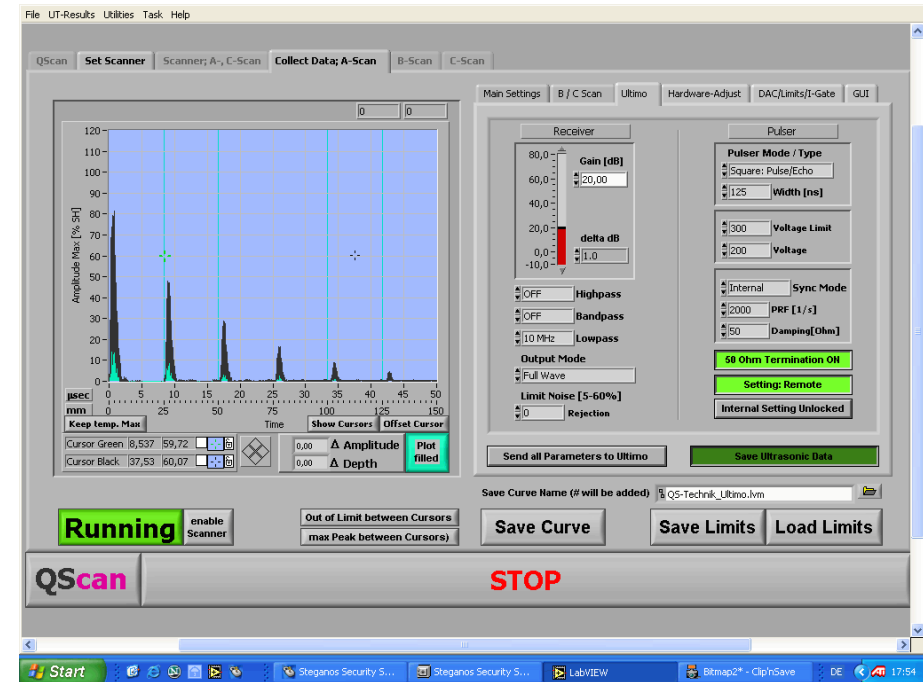 File UT-Results Utilities Task Help
QScan Set Scanner Scanner; A-, C-Scan Collect Data; A-Scan B-Scan C-Scan
Main Settings B / C Scan Ultimo Hardware-Adjust DAC/Limits/I-Gate GUI
0 0
120
110
100
90
80
70
60
50
40
30
20
10
0
Amplitude Max [% SH]
µsec 0 5 10 15 20 25 30 35 40 45 50
mm 0 25 50 75 100 125 150
Keep temp. Max Time Show Cursors Offset Cursor
Cursor Green 8,537 59,72 0,00 Δ Amplitude
Cursor Black 37,53 60,07 0,00 Δ Depth
Plot filled
Receiver
80,0
60,0
40,0
20,0
0,0
-10,0
Gain [dB]
20,00
delta dB
1.0
OFF Highpass
OFF Bandpass
10 MHz Lowpass
Output Mode
Full Wave
Limit Noise [5-60%]
0 Rejection
Pulser
Pulser Mode / Type
Square: Pulse/Echo
125 Width [ns]
300 Voltage Limit
200 Voltage
Internal Sync Mode
2000 PRF [1/s]
50 Damping[Ohm]
50 Ohm Termination ON
Setting: Remote
Internal Setting Unlocked
Send all Parameters to Ultimo Save Ultrasonic Data
Save Curve Name (# will be added) QS-Technik_Ultimo.lvm
Running enable Scanner
Out of Limit between Cursors
max Peak between Cursors)
Save Curve Save Limits Load Limits
QScan STOP
Start Steganos Security S... Steganos Security S... LabVIEW Bitmap2* - Clip'nSave DE 17:54